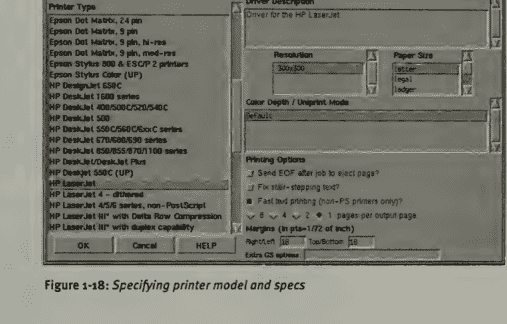 Printer Type
Epson Dot Matrix, 24 pin
Epson Dot Matrix, 9 pin
Epson Dot Matrix, 9 pin, hi-res
Epson Dot Matrix, 9 pin, med-res
Epson Stylus 800 & ESC/P 2 printers
Epson Stylus Color (UP)
HP DesignJet 650C
HP DeskJet 1600 series
HP DeskJet 400/500C/520/540C
HP DeskJet 500
HP DeskJet 550C/560C/6xxC series
HP DeskJet 670/680/690 series
HP DeskJet 850/855/870/1100 series
HP DeskJet/DeskJet Plus
HP Deskjet 550C (UP)
HP LaserJet
HP LaserJet 4 - dithered
HP LaserJet 4/5/6 series, non-PostScript
HP LaserJet III* with Delta Row Compression
HP LaserJet III* with duplex capability
OK
Cancel
HELP
Driver Description
Driver for the HP LaserJet
Resolution
300x300
Paper Size
letter
legal
ledger
Color Depth / Uniprint Mode
Default
Printing Options
Send EOF after job to eject page?
Fix stair-stepping text?
Fast text printing (non-PS printers only)?
8 4 2 1 pages per output page.
Margins (in pts=1/72 of inch)
Right/Left 18 Top/Bottom 18
Extra GS options
Figure 1-18: Specifying printer model and specs